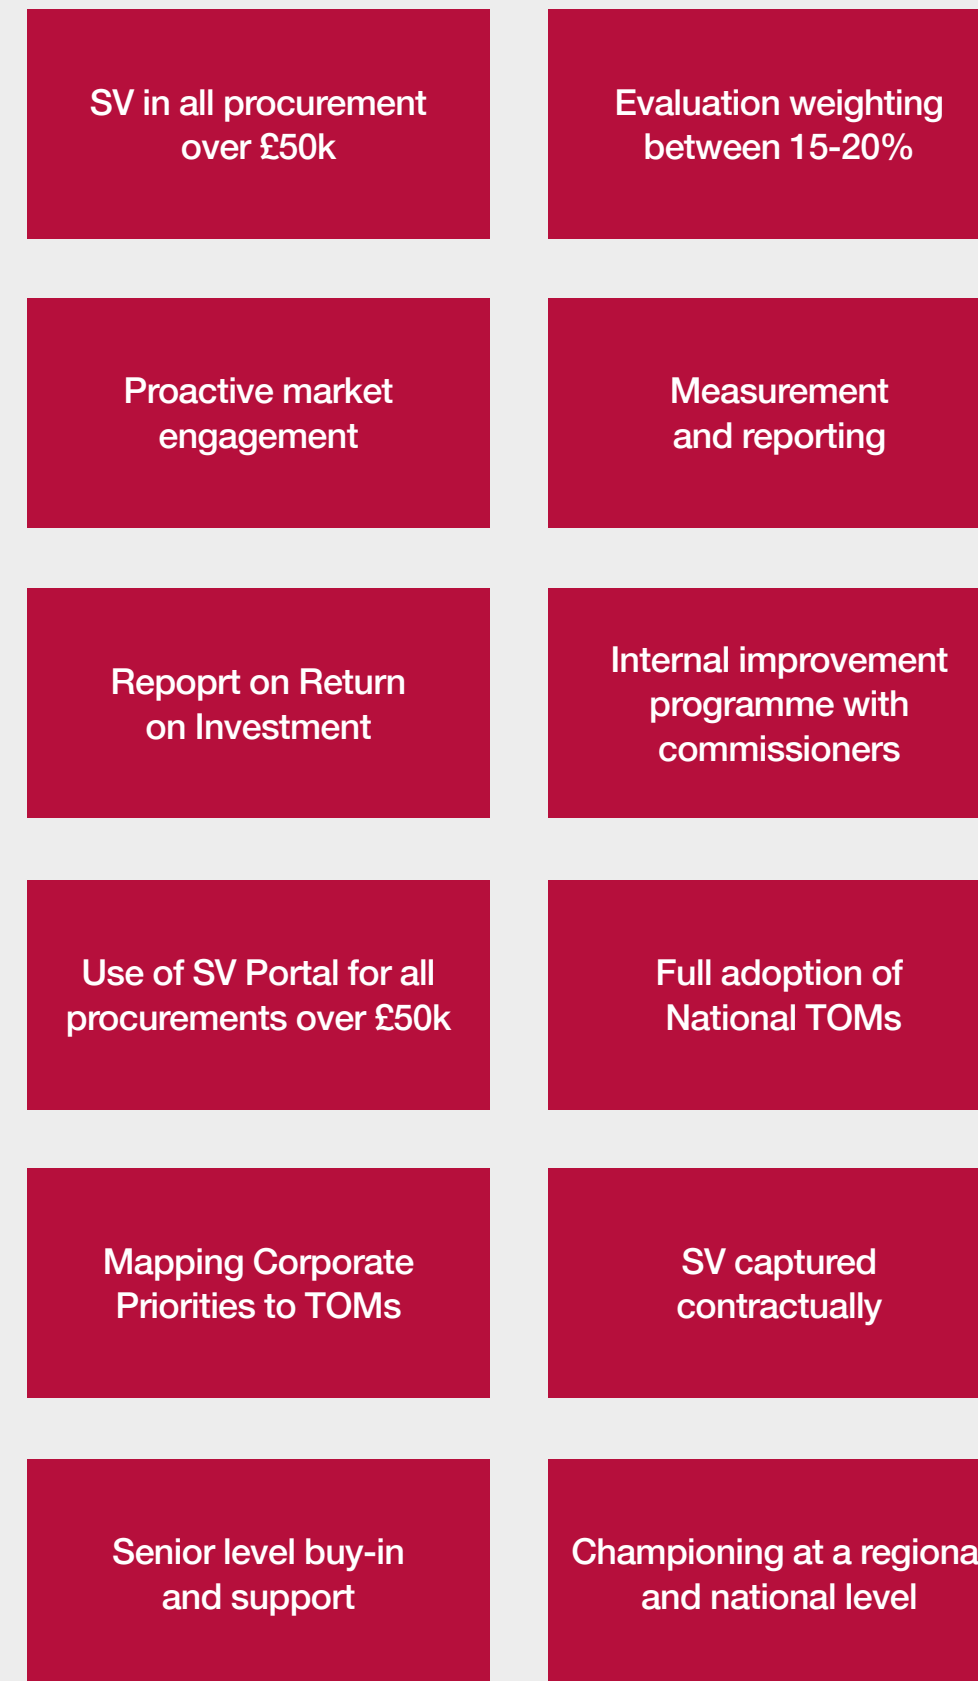 SV in all procurement
over £50k
Evaluation weighting
between 15-20%
Proactive market
engagement
Measurement
and reporting
Repoprt on Return
on Investment
Internal improvement
programme with
commissioners
Use of SV Portal for all
procurements over £50k
Full adoption of
National TOMs
Mapping Corporate
Priorities to TOMs
SV captured
contractually
Senior level buy-in
and support
Championing at a regiona
and national level